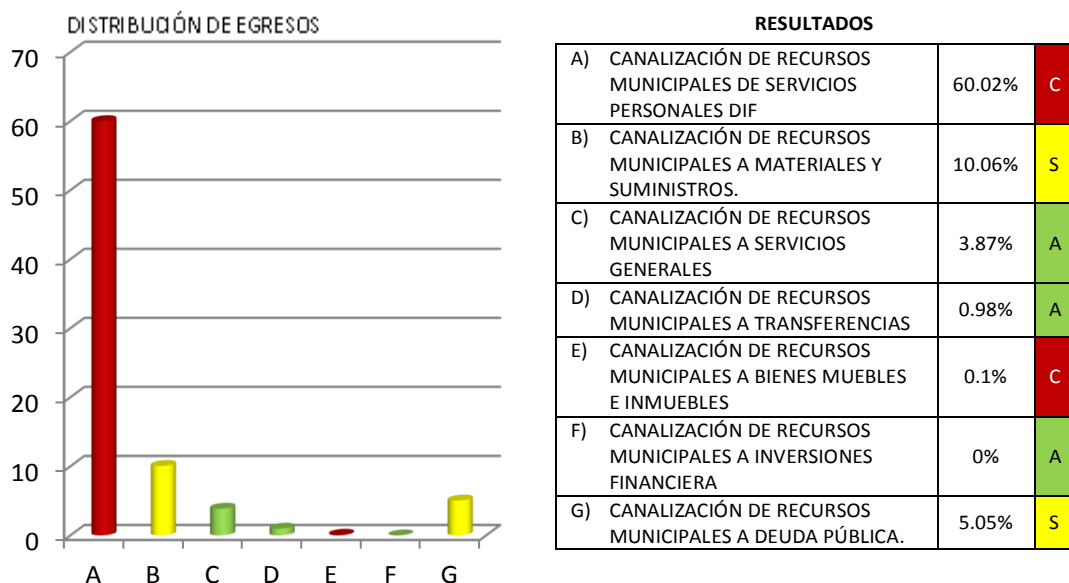 DISTRIBUCIÓN DE EGRESOS
70
60
50
40
30
20
10
0
A B C D E F G
RESULTADOS
A) CANALIZACIÓN DE RECURSOS
MUNICIPALES DE SERVICIOS
PERSONALES DIF
60.02% C
B) CANALIZACIÓN DE RECURSOS
MUNICIPALES A MATERIALES Y
SUMINISTROS.
10.06% S
C) CANALIZACIÓN DE RECURSOS
MUNICIPALES A SERVICIOS
GENERALES
3.87% A
D) CANALIZACIÓN DE RECURSOS
MUNICIPALES A TRANSFERENCIAS
0.98% A
E) CANALIZACIÓN DE RECURSOS
MUNICIPALES A BIENES MUEBLES
E INMUEBLES
0.1% C
F) CANALIZACIÓN DE RECURSOS
MUNICIPALES A INVERSIONES
FINANCIERA
0% A
G) CANALIZACIÓN DE RECURSOS
MUNICIPALES A DEUDA PÚBLICA.
5.05% S